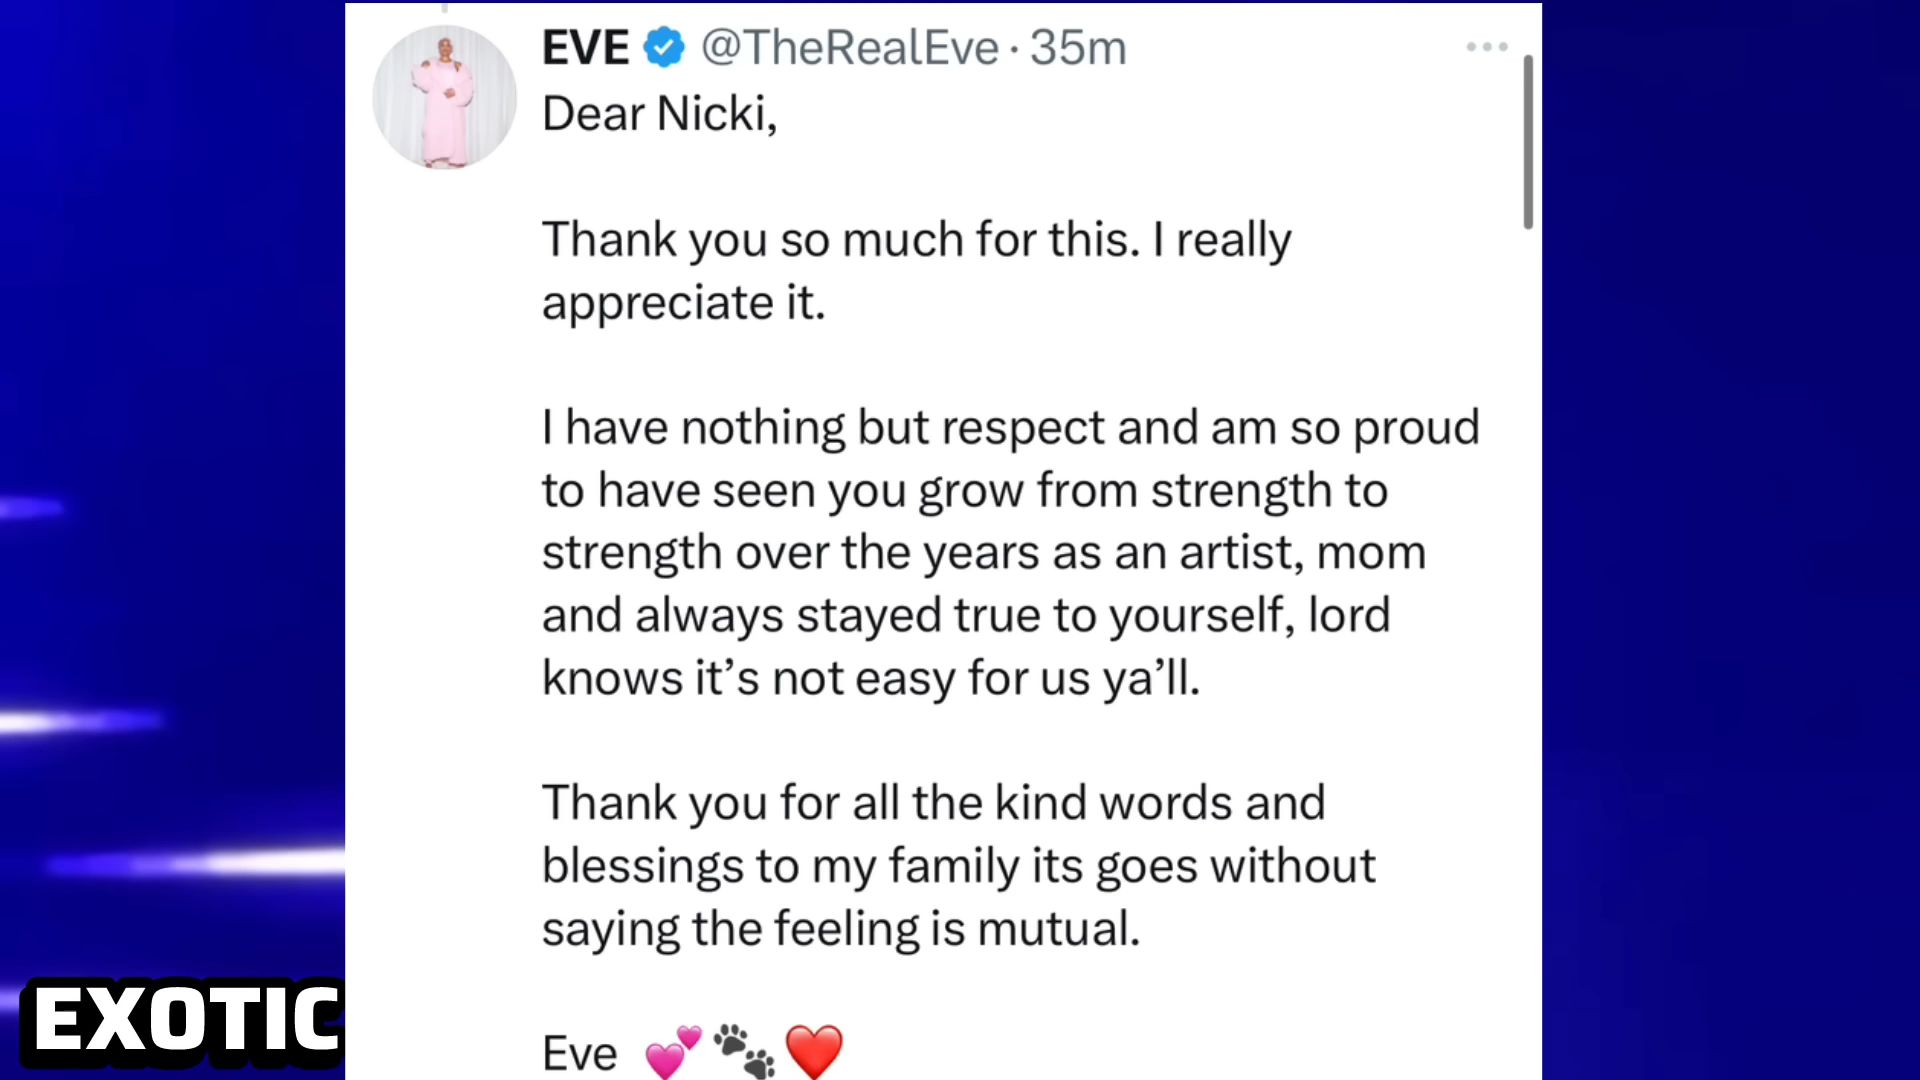 EVE @TheRealEve · 35m
Dear Nicki,
Thank you so much for this. I really
appreciate it.
I have nothing but respect and am so proud
to have seen you grow from strength to
strength over the years as an artist, mom
and always stayed true to yourself, lord
knows it’s not easy for us ya’ll.
Thank you for all the kind words and
blessings to my family its goes without
saying the feeling is mutual.
Eve 💕🐾❤️
EXOTIC